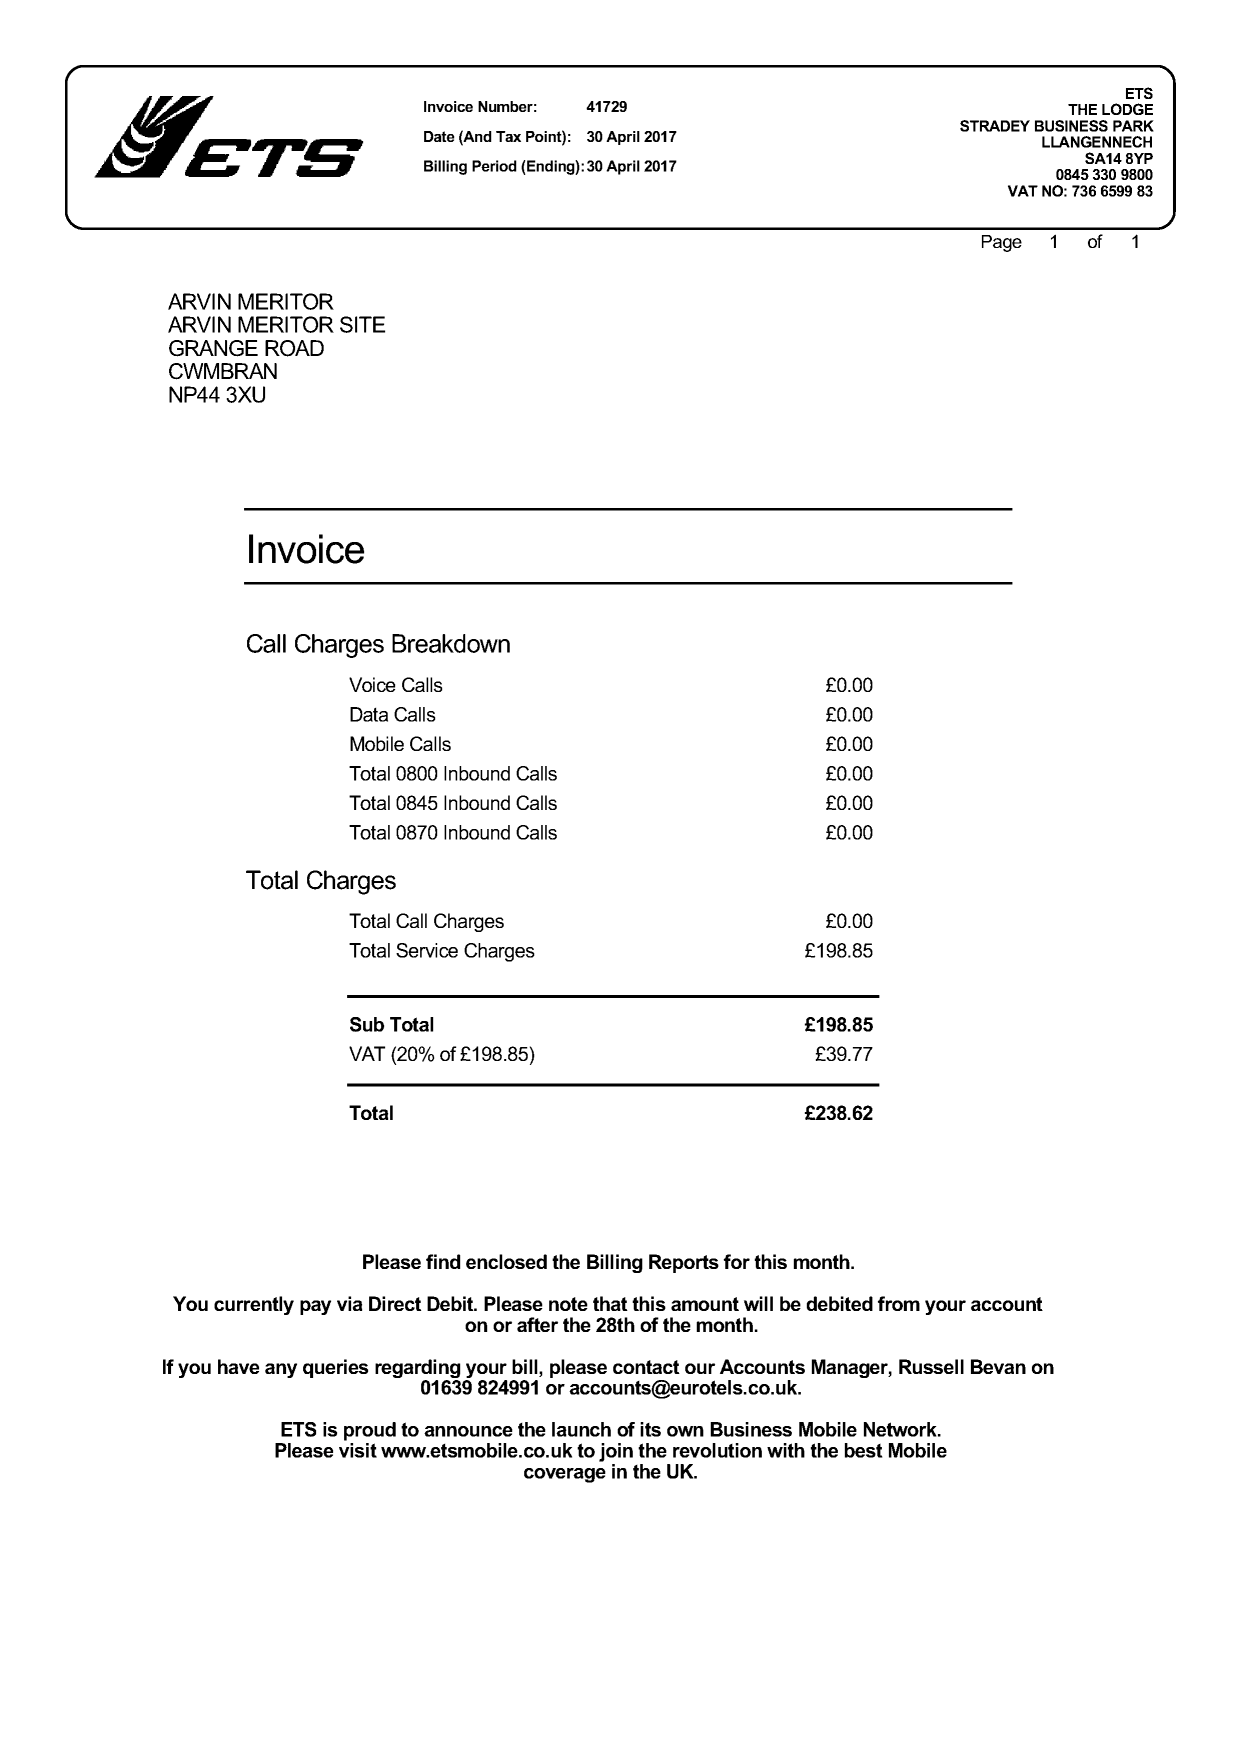 ETS
Invoice Number: 41729
Date (And Tax Point): 30 April 2017
Billing Period (Ending): 30 April 2017
ETS
THE LODGE
STRADEY BUSINESS PARK
LLANGENNECH
SA14 8YP
0845 330 9800
VAT NO: 736 6599 83
Page 1 of 1
ARVIN MERITOR
ARVIN MERITOR SITE
GRANGE ROAD
CWMBRAN
NP44 3XU
Invoice
Call Charges Breakdown
Voice Calls £0.00
Data Calls £0.00
Mobile Calls £0.00
Total 0800 Inbound Calls £0.00
Total 0845 Inbound Calls £0.00
Total 0870 Inbound Calls £0.00
Total Charges
Total Call Charges £0.00
Total Service Charges £198.85
Sub Total £198.85
VAT (20% of £198.85) £39.77
Total £238.62
Please find enclosed the Billing Reports for this month.
You currently pay via Direct Debit. Please note that this amount will be debited from your account
on or after the 28th of the month.
If you have any queries regarding your bill, please contact our Accounts Manager, Russell Bevan on
01639 824991 or accounts@eurotels.co.uk.
ETS is proud to announce the launch of its own Business Mobile Network.
Please visit www.etsmobile.co.uk to join the revolution with the best Mobile
coverage in the UK.